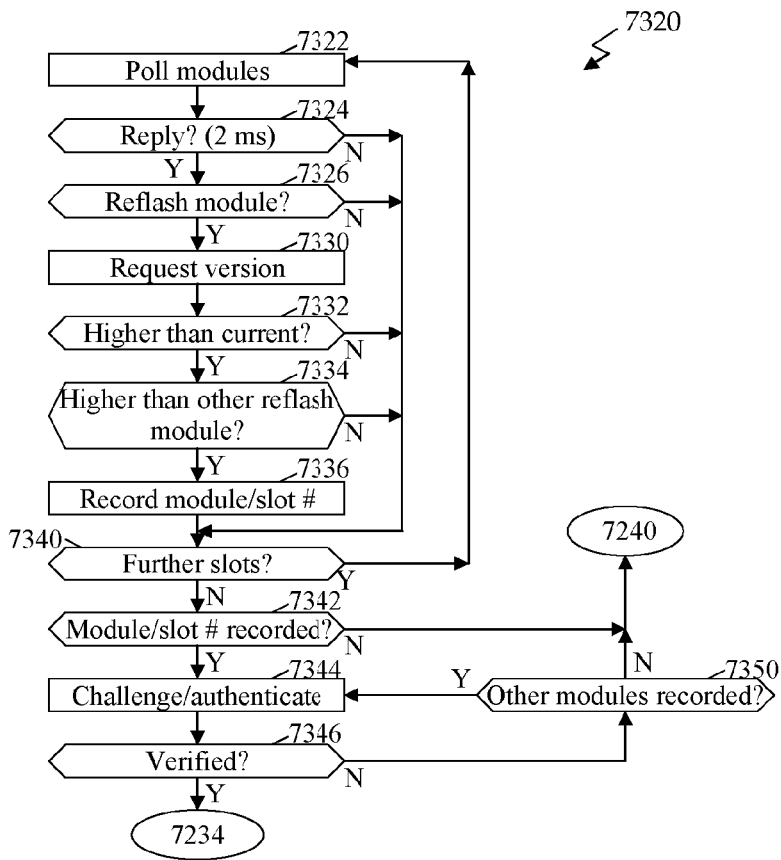 7320
7322
Poll modules
7324
Reply? (2 ms)
N
Y
7326
Reflash module?
N
Y
7330
Request version
7332
Higher than current?
N
Y
7334
Higher than other reflash
module?
N
Y
7336
Record module/slot #
7240
7340
Further slots?
Y
N
7342
Module/slot # recorded?
N
Y
7344
Challenge/authenticate
Y
N
7350
Other modules recorded?
7346
Verified?
N
Y
7234